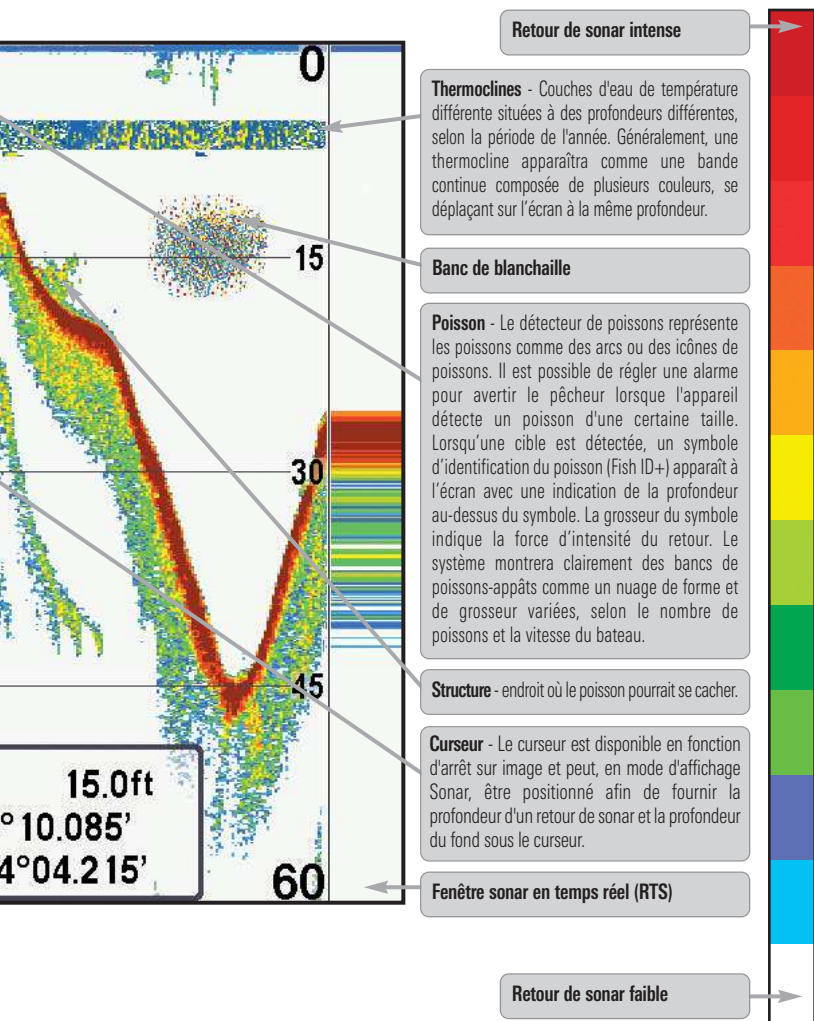 Retour de sonar intense
0
Thermoclines - Couches d'eau de température
différente situées à des profondeurs différentes,
selon la période de l'année. Généralement, une
thermocline apparaîtra comme une bande
continue composée de plusieurs couleurs, se
déplaçant sur l'écran à la même profondeur.
15
Banc de blanchaille
Poisson - Le détecteur de poissons représente
les poissons comme des arcs ou des icônes de
poissons. Il est possible de régler une alarme
pour avertir le pêcheur lorsque l'appareil
détecte un poisson d'une certaine taille.
Lorsqu'une cible est détectée, un symbole
d'identification du poisson (Fish ID+) apparaît à
l'écran avec une indication de la profondeur
au-dessus du symbole. La grosseur du symbole
indique la force d'intensité du retour. Le
système montrera clairement des bancs de
poissons-appâts comme un nuage de forme et
de grosseur variées, selon le nombre de
poissons et la vitesse du bateau.
30
Structure - endroit où le poisson pourrait se cacher.
45
Curseur - Le curseur est disponible en fonction
d'arrêt sur image et peut, en mode d'affichage
Sonar, être positionné afin de fournir la
profondeur d'un retour de sonar et la profondeur
du fond sous le curseur.
15.0ft
°10.085'
4°04.215'
60
Fenêtre sonar en temps réel (RTS)
Retour de sonar faible